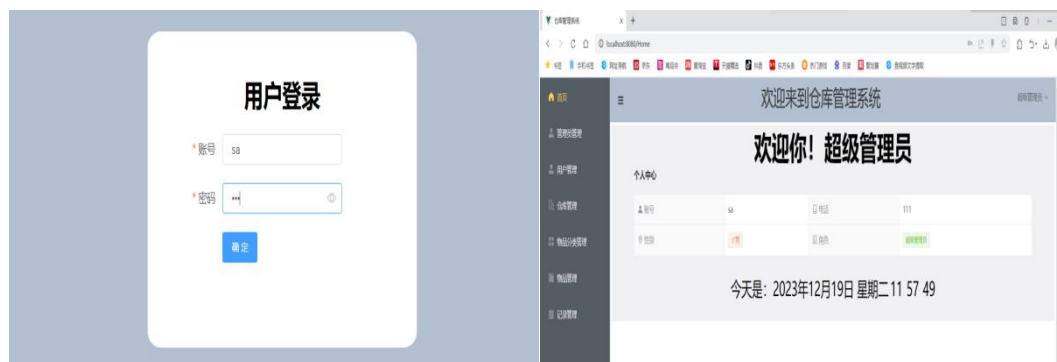 用户登录
* 账号 sa
* 密码 •••
确 定
仓库管理系统
localhost:8080/Home
首页
欢迎来到仓库管理系统
超级管理员
管理员管理
欢迎你！超级管理员
用户管理
个人中心
仓库管理
账号 sa 电话 111
性别 男 角色 超级管理员
物品分类管理
物品管理
今天是：2023年12月19日 星期二11 57 49
记录管理